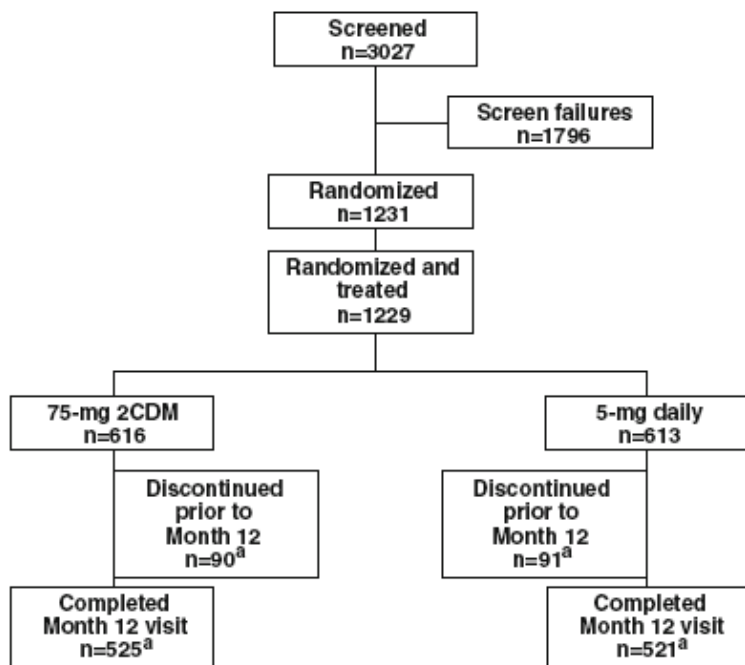 Screened
n=3027
Screen failures
n=1796
Randomized
n=1231
Randomized and
treated
n=1229
75-mg 2CDM
n=616
5-mg daily
n=613
Discontinued
prior to
Month 12
n=90a
Discontinued
prior to
Month 12
n=91a
Completed
Month 12 visit
n=525a
Completed
Month 12 visit
n=521a